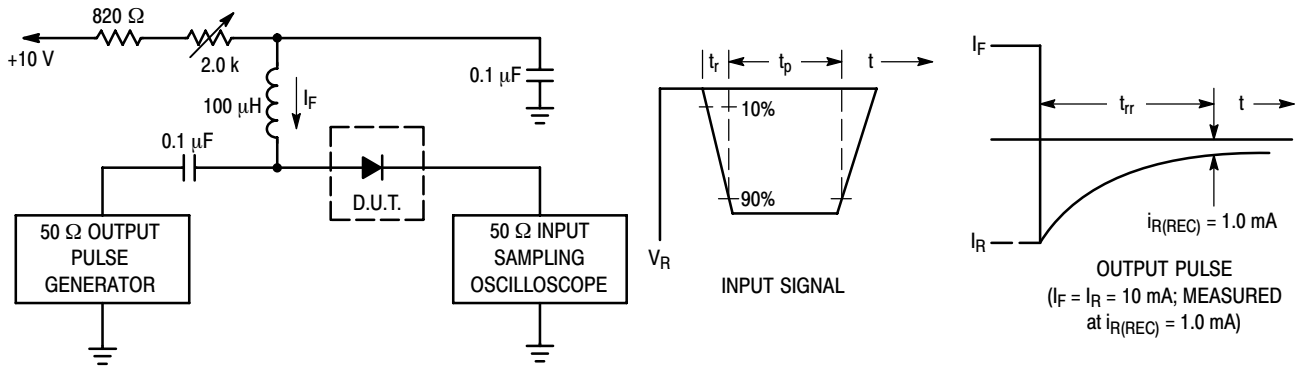 820 Ω
+10 V
2.0 k
100 µH
I_F
0.1 µF
0.1 µF
D.U.T.
50 Ω OUTPUT
PULSE
GENERATOR
50 Ω INPUT
SAMPLING
OSCILLOSCOPE
t_r
t_p
t
10%
90%
V_R
INPUT SIGNAL
I_F
t_rr
t
I_R
i_R(REC) = 1.0 mA
OUTPUT PULSE
(I_F = I_R = 10 mA; MEASURED
at i_R(REC) = 1.0 mA)